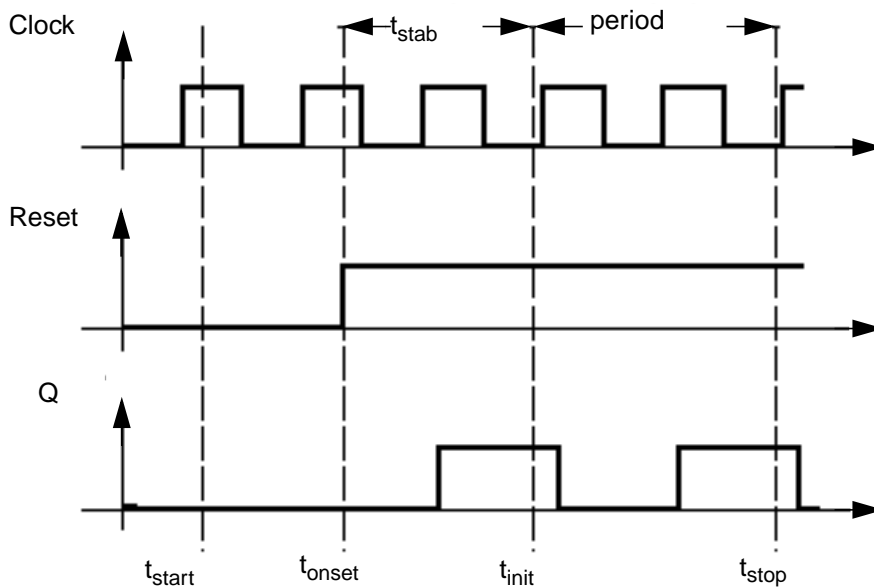 Clock
t_stab
period
Reset
Q
t_start
t_onset
t_init
t_stop